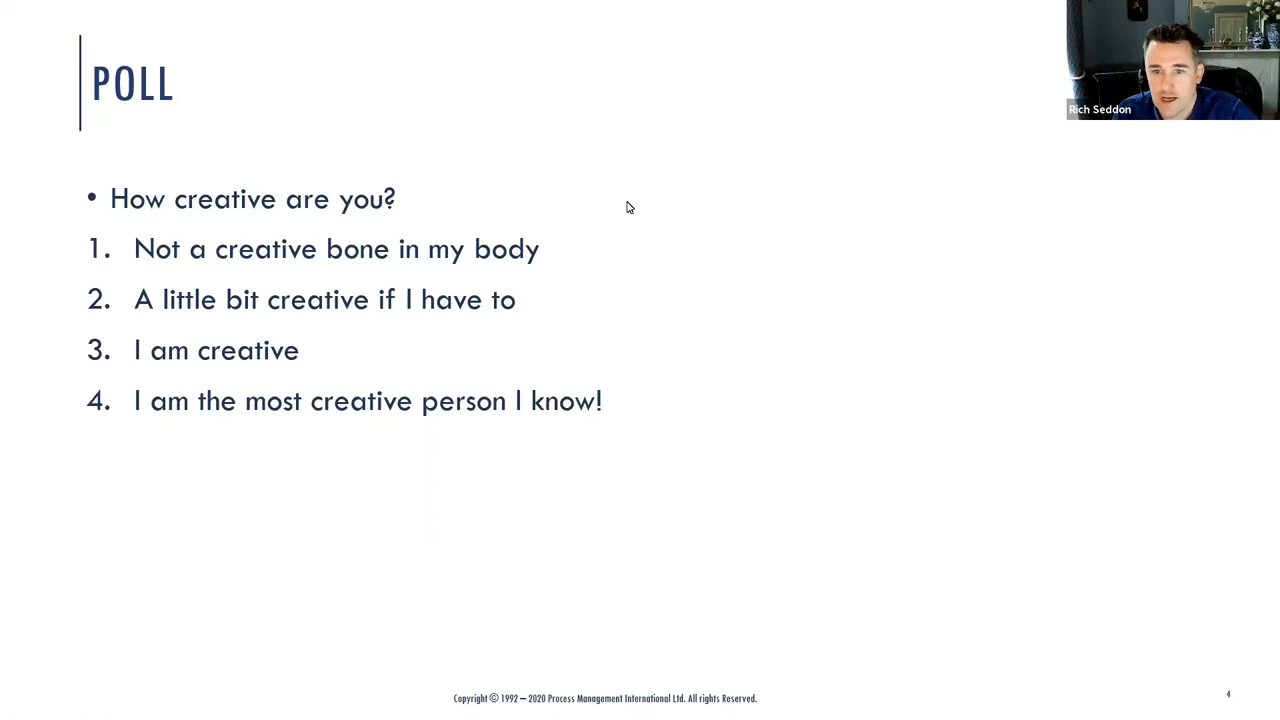 POLL
Rich Seddon
• How creative are you?
1. Not a creative bone in my body
2. A little bit creative if I have to
3. I am creative
4. I am the most creative person I know!
Copyright © 1992 – 2020 Process Management International Ltd. All rights Reserved.
4